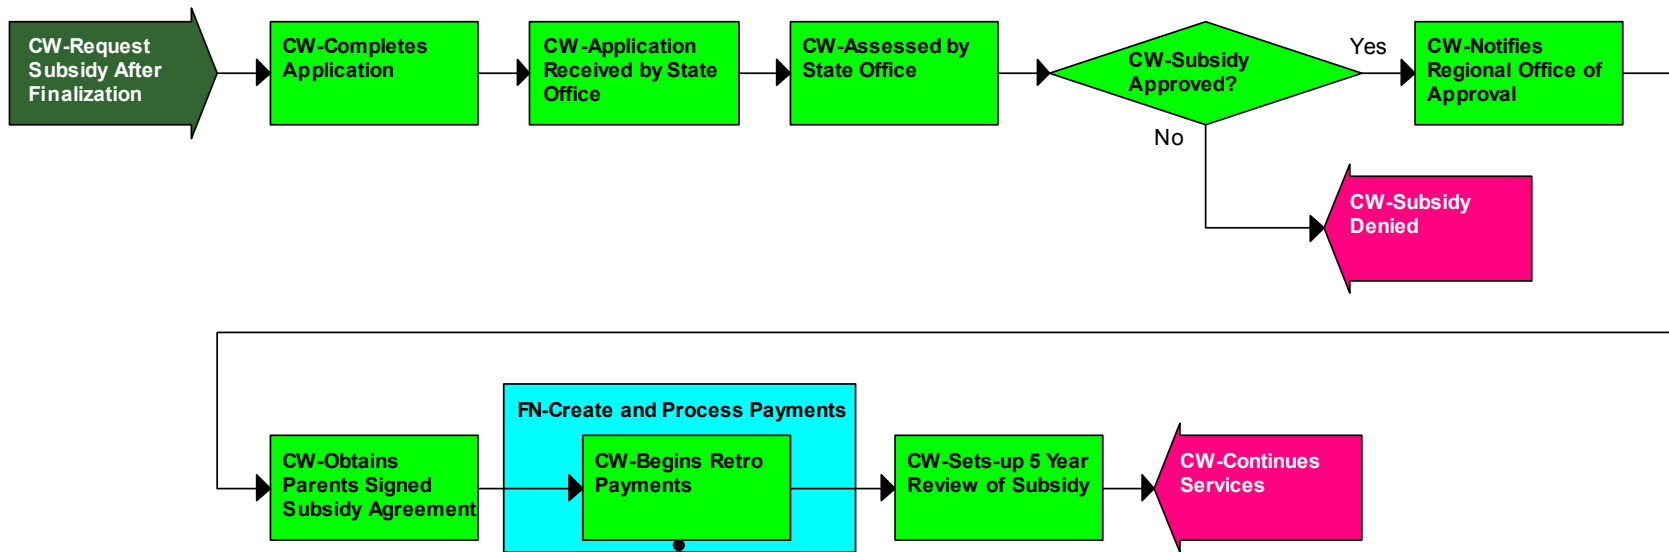 CW-Request
Subsidy After
Finalization
CW-Completes
Application
CW-Application
Received by State
Office
CW-Assessed by
State Office
CW-Subsidy
Approved?
Yes
No
CW-Notifies
Regional Office of
Approval
CW-Subsidy
Denied
CW-Obtains
Parents Signed
Subsidy Agreement
FN-Create and Process Payments
CW-Begins Retro
Payments
CW-Sets-up 5 Year
Review of Subsidy
CW-Continues
Services